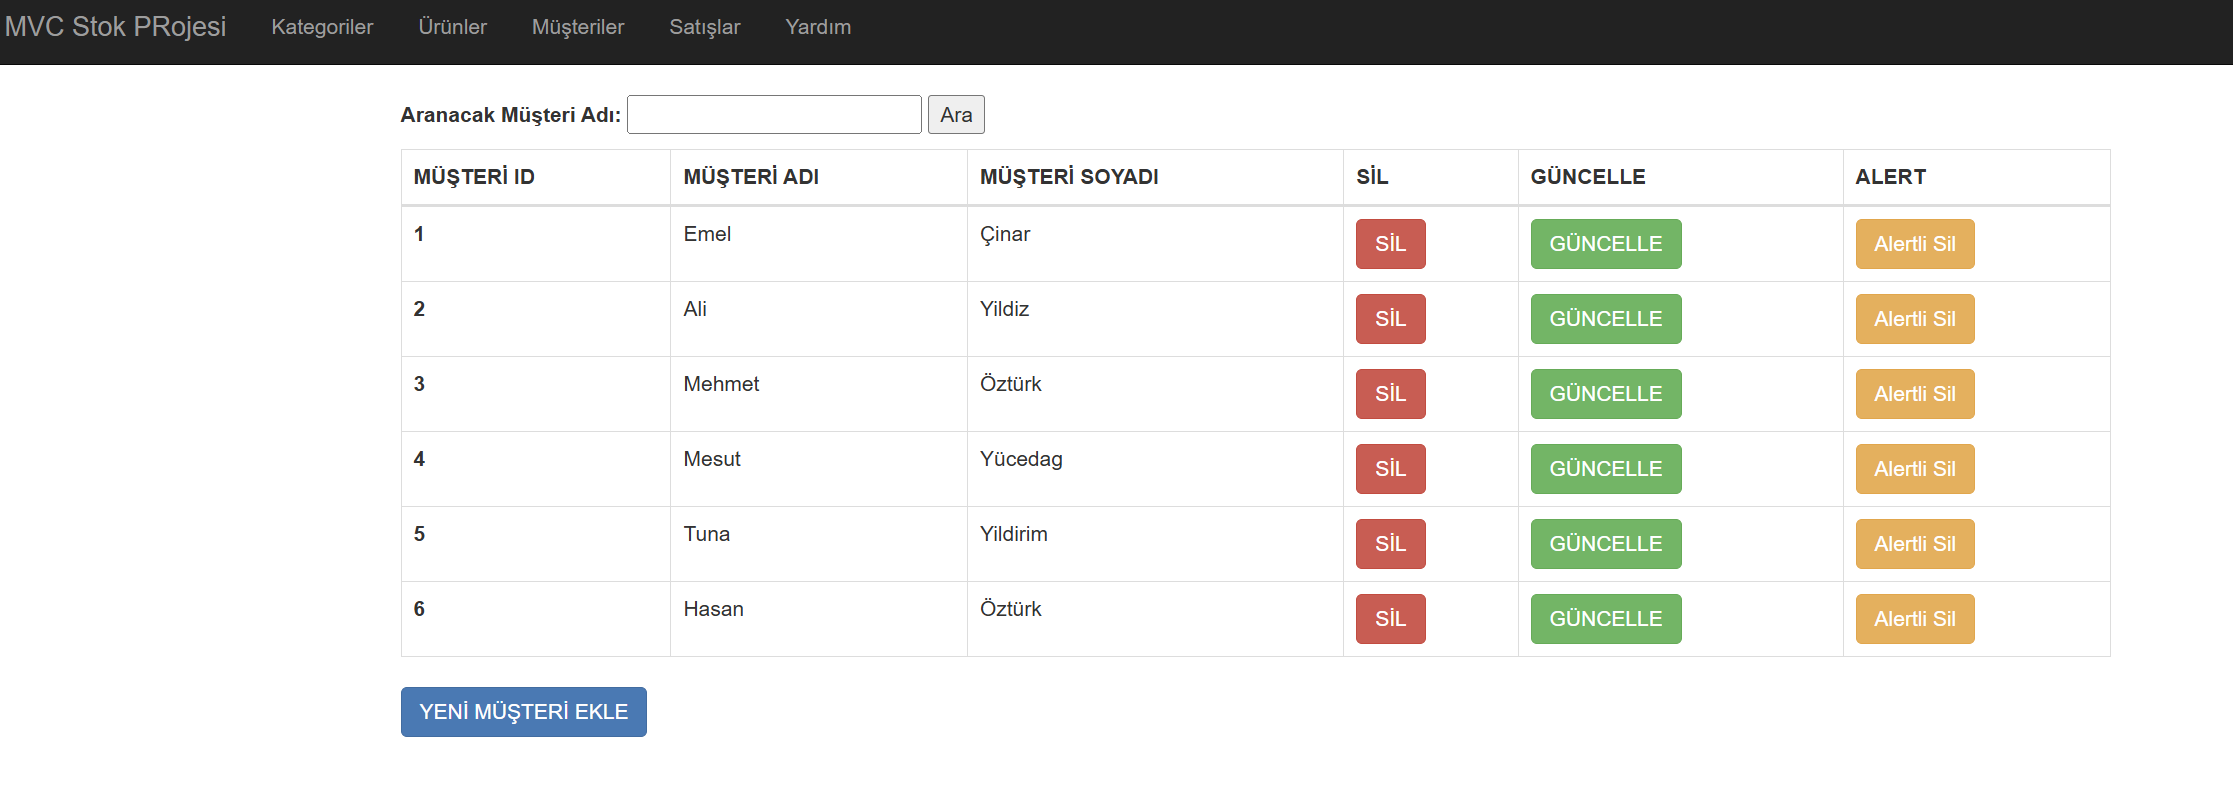 MVC Stok PRojesi Kategoriler Ürünler Müşteriler Satışlar Yardım
Aranacak Müşteri Adı: Ara
MÜŞTERİ ID MÜŞTERİ ADI MÜŞTERİ SOYADI SİL GÜNCELLE ALERT
1 Emel Çinar SİL GÜNCELLE Alertli Sil
2 Ali Yildiz SİL GÜNCELLE Alertli Sil
3 Mehmet Öztürk SİL GÜNCELLE Alertli Sil
4 Mesut Yücedag SİL GÜNCELLE Alertli Sil
5 Tuna Yildirim SİL GÜNCELLE Alertli Sil
6 Hasan Öztürk SİL GÜNCELLE Alertli Sil
YENİ MÜŞTERİ EKLE